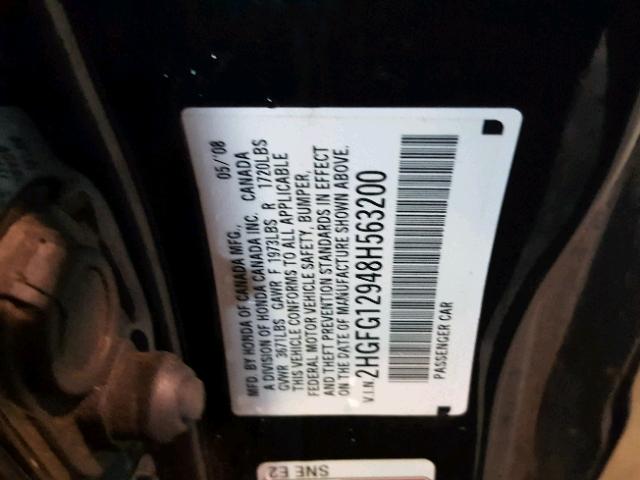 MFD. BY HONDA OF CANADA MFG. 05/'08
A DIVISION OF HONDA CANADA INC. CANADA
GVWR 3671LBS GAWR F 1973LBS R 1720LBS
THIS VEHICLE CONFORMS TO ALL APPLICABLE
FEDERAL MOTOR VEHICLE SAFETY, BUMPER,
AND THEFT PREVENTION STANDARDS IN EFFECT
ON THE DATE OF MANUFACTURE SHOWN ABOVE.
V.I.N. 2HGFG12948H563200
PASSENGER CAR
SNE E2